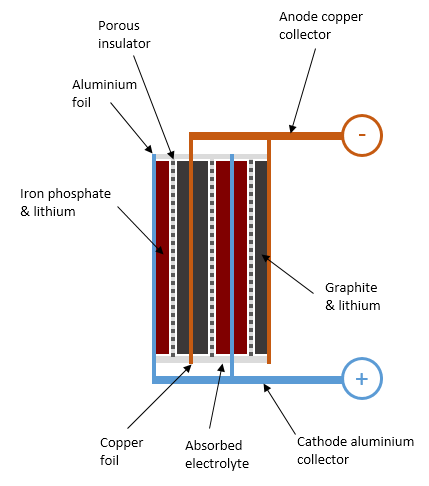 Anode copper
collector
Porous
insulator
Aluminium
foil
-
Iron phosphate
& lithium
Graphite
& lithium
+
Copper
foil
Absorbed
electrolyte
Cathode aluminium
collector